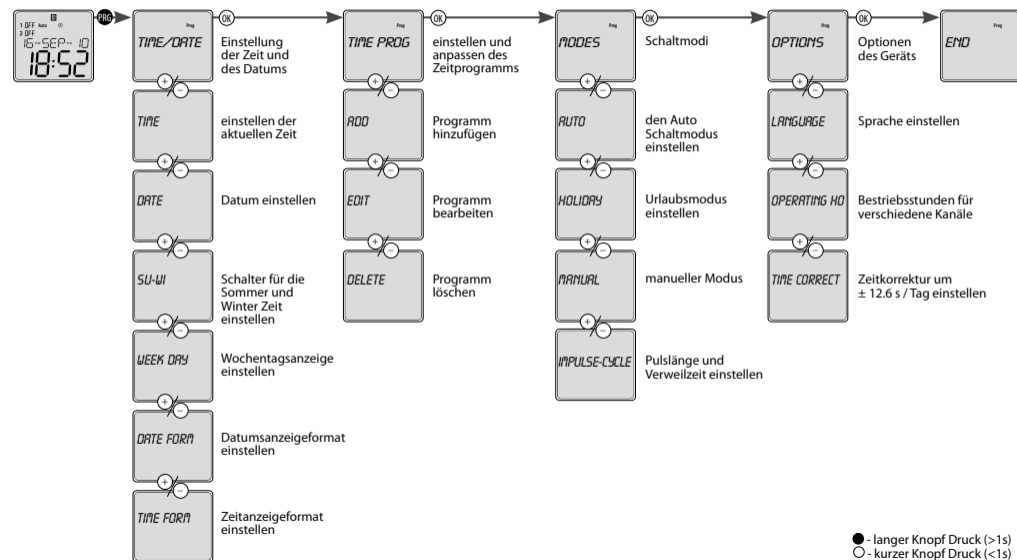 1 OFF Auto
2 OFF
16--SEP-- 10
18:52
PRG
Prog
TIME/DATE
OK
Einstellung
der Zeit und
des Datums
+/-
TIME
einstellen der
aktuellen Zeit
+/-
DATE
Datum einstellen
+/-
SU-WI
Schalter für die
Sommer und
Winter Zeit
einstellen
+/-
WEEK DAY
Wochentagsanzeige
einstellen
+/-
DATE FORM
Datumsanzeigeformat
einstellen
+/-
TIME FORM
Zeitanzeigeformat
einstellen
Prog
TIME PROG
OK
einstellen und
anpassen des
Zeitprogramms
+/-
ADD
Programm
hinzufügen
+/-
EDIT
Programm
bearbeiten
+/-
DELETE
Programm
löschen
Prog
MODES
OK
Schaltmodi
+/-
AUTO
den Auto
Schaltmodus
einstellen
+/-
HOLIDAY
Urlaubsmodus
einstellen
+/-
MANUAL
manueller Modus
+/-
IMPULSE-CYCLE
Pulslänge und
Verweilzeit einstellen
Prog
OPTIONS
OK
Optionen
des Geräts
+/-
LANGUAGE
Sprache einstellen
+/-
OPERATING HO
Bestriebsstunden für
verschiedene Kanäle
+/-
TIME CORRECT
Zeitkorrektur um
± 12.6 s / Tag einstellen
Prog
END
- langer Knopf Druck (>1s)
- kurzer Knopf Druck (<1s)